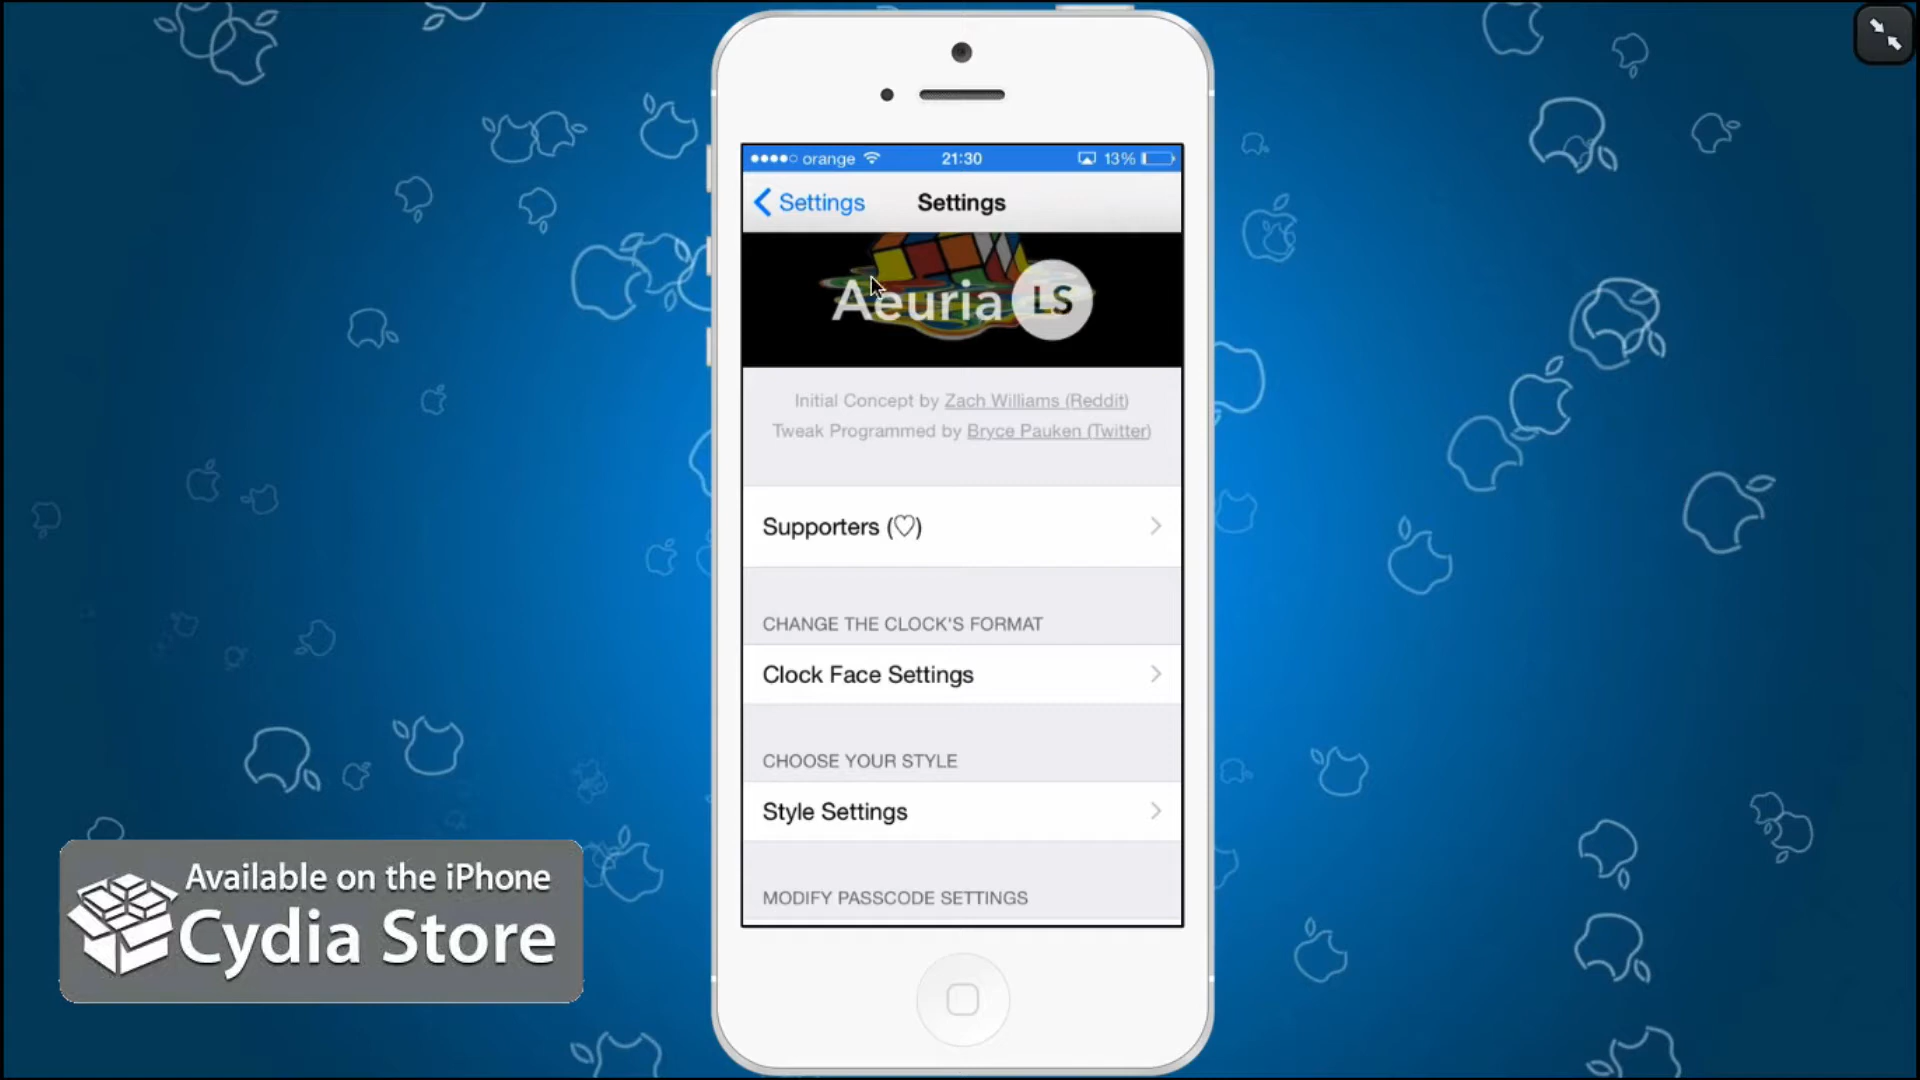 orange 21:30 13%
Settings Settings
Aeuria LS
Initial Concept by Zach Williams (Reddit)
Tweak Programmed by Bryce Pauken (Twitter)
Supporters (♡)
CHANGE THE CLOCK'S FORMAT
Clock Face Settings
CHOOSE YOUR STYLE
Style Settings
MODIFY PASSCODE SETTINGS
Available on the iPhone
Cydia Store